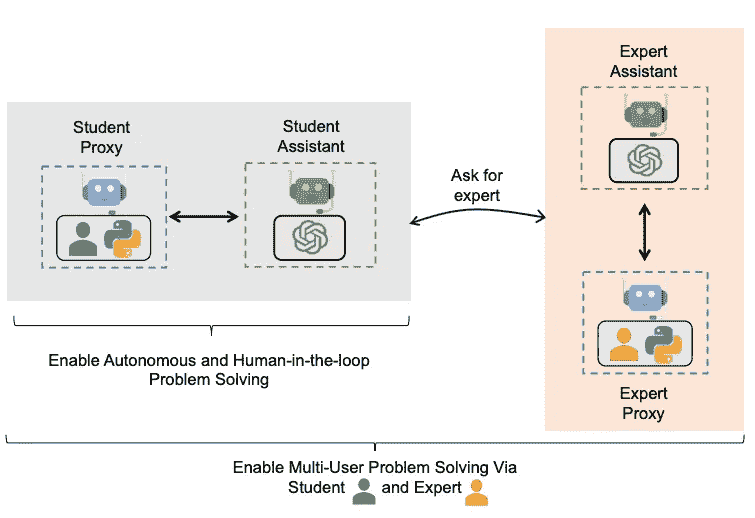 Student
Proxy
Student
Assistant
Ask for
expert
Expert
Assistant
Expert
Proxy
Enable Autonomous and Human-in-the-loop
Problem Solving
Enable Multi-User Problem Solving Via
Student and Expert